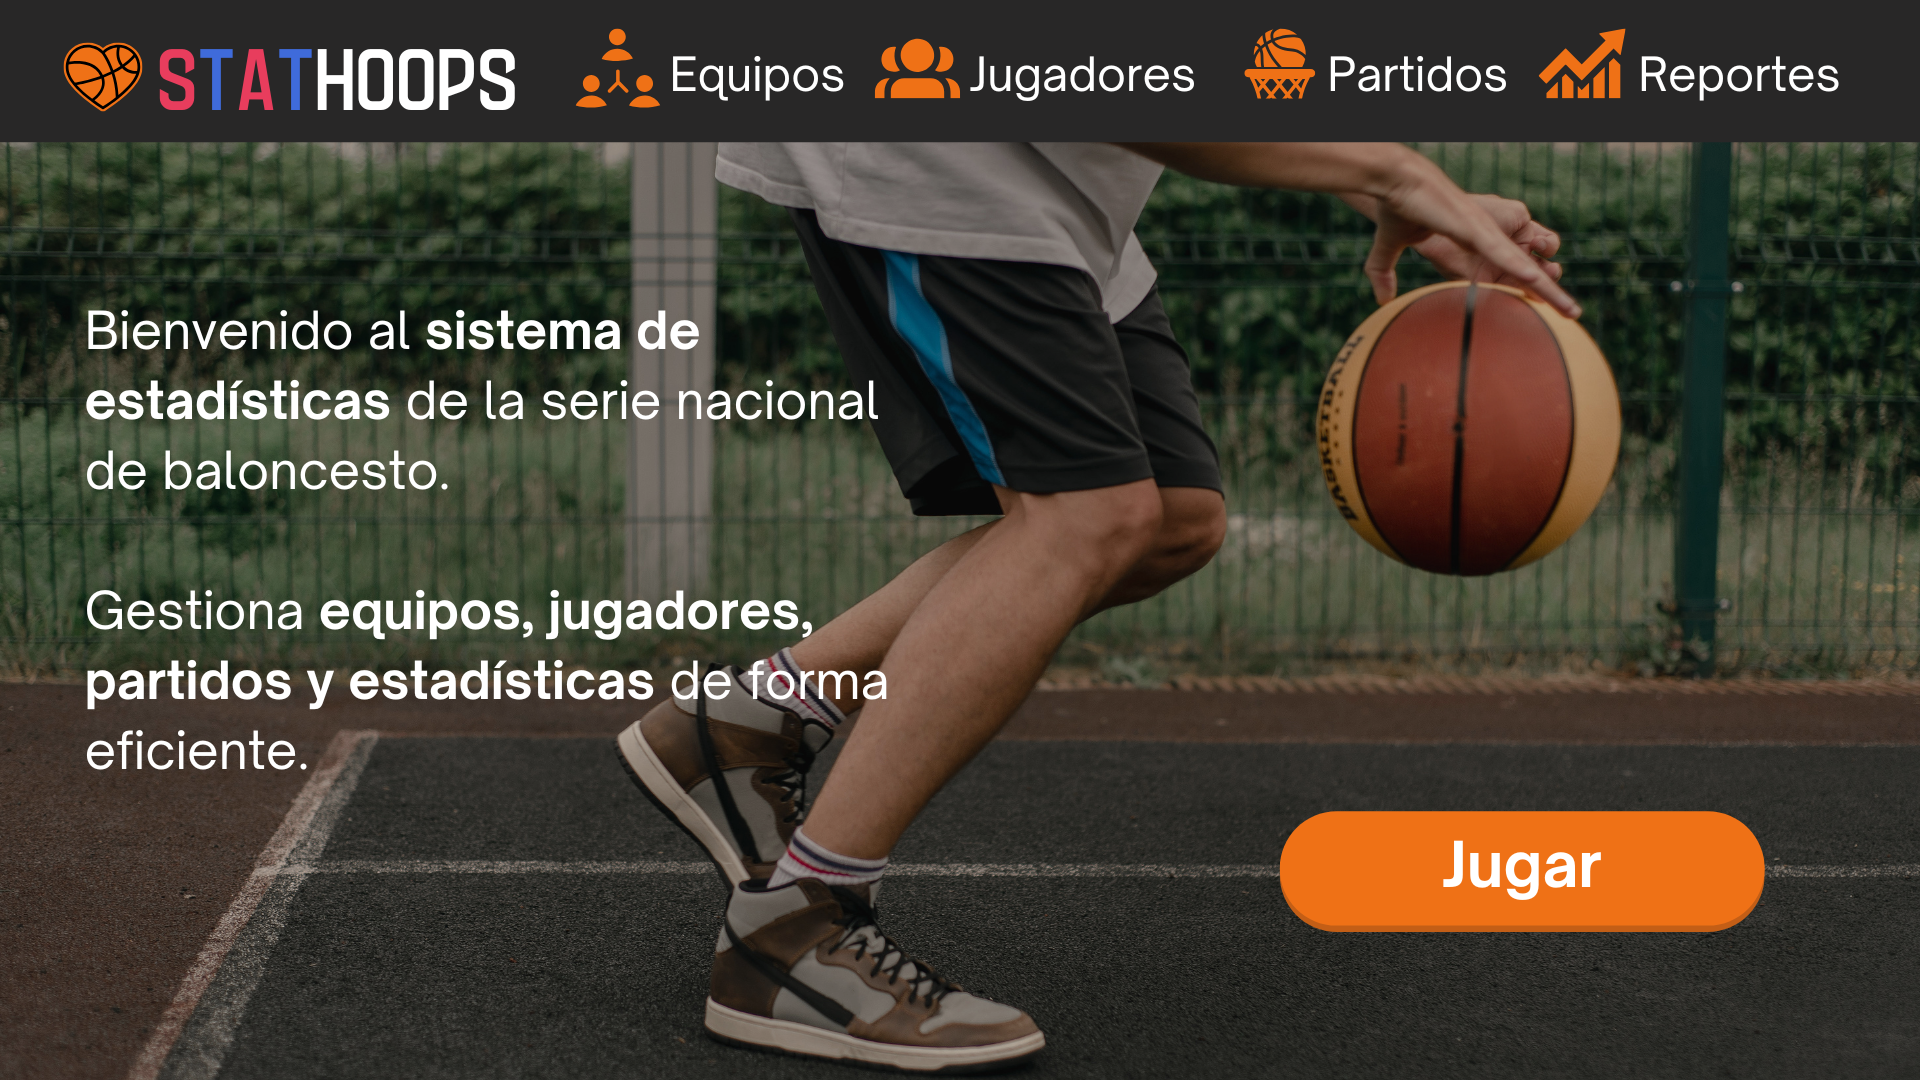 STATHOOPS
Equipos
Jugadores
Partidos
Reportes
Bienvenido al sistema de
estadísticas de la serie nacional
de baloncesto.
Gestiona equipos, jugadores,
partidos y estadísticas de forma
eficiente.
BASKETBALL
Jugar